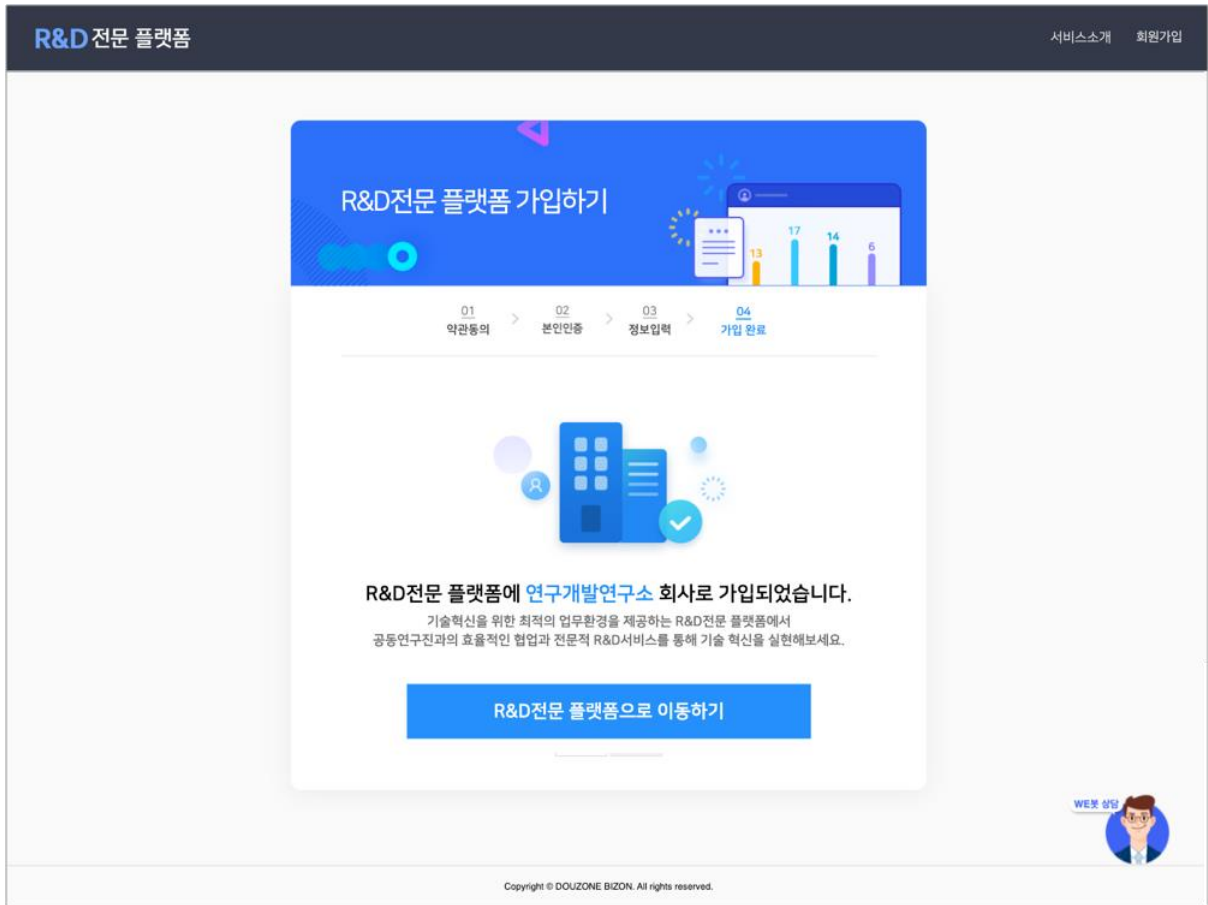 R&D 전문 플랫폼
서비스소개 회원가입
R&D전문 플랫폼 가입하기
13 17 14 6
01 02 03 04
약관동의 본인인증 정보입력 가입 완료
R&D전문 플랫폼에 연구개발연구소 회사로 가입되었습니다.
기술혁신을 위한 최적의 업무환경을 제공하는 R&D전문 플랫폼에서
공동연구진과의 효율적인 협업과 전문적 R&D서비스를 통해 기술 혁신을 실현해보세요.
R&D전문 플랫폼으로 이동하기
WE봇 상담
Copyright © DOUZONE BIZON. All rights reserved.